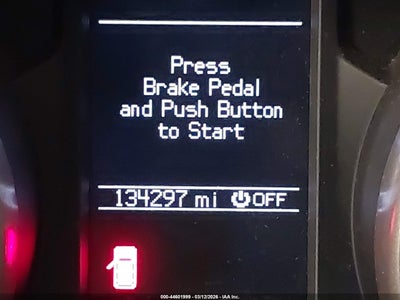 Press
Brake Pedal
and Push Button
to Start
134297 mi OFF
000-44601999 - 03/12/2026 - IAA Inc.